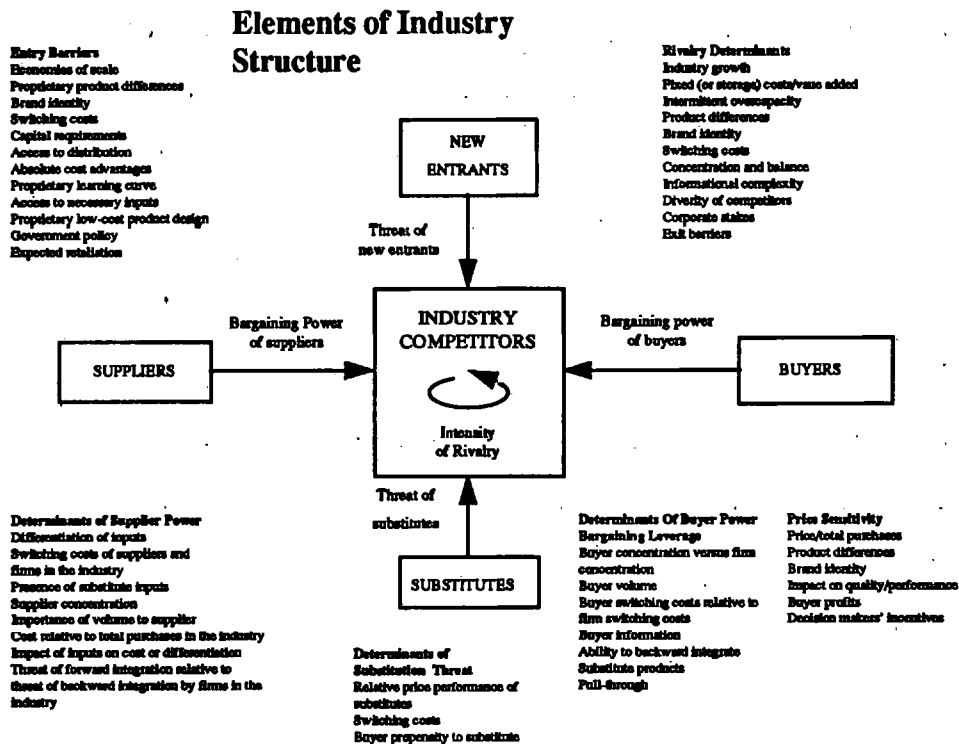 Elements of Industry
Structure
Entry Barriers
Economies of scale
Proprietary product differences
Brand identity
Switching costs
Capital requirements
Access to distribution
Absolute cost advantages
Proprietary learning curve
Access to necessary inputs
Proprietary low-cost product design
Government policy
Expected retaliation
Rivalry Determinants
Industry growth
Fixed (or storage) costs/vaue added
Intermittent overcapacity
Product differences
Brand identity
Switching costs
Concentration and balance
Informational complexity
Diverity of competitors
Corporate stakes
Exit barriers
NEW
ENTRANTS
Threat of
new entrants
Bargaining Power
of suppliers
SUPPLIERS
INDUSTRY
COMPETITORS
Intensity
of Rivalry
Bargaining power
of buyers
BUYERS
Threat of
substitutes
SUBSTITUTES
Determinants of Supplier Power
Differentiation of inputs
Switching costs of suppliers and
firms in the industry
Presence of substitute inputs
Supplier concentration
Importance of volume to supplier
Cost relative to total purchases in the industry
Impact of inputs on cost or differentiation
Threat of forward integration relative to
threat of backward integration by firms in the
industry
Determinants of
Substitution Threat
Relative price performance of
substitutes
Switching costs
Buyer propensity to substitute
Determinants Of Buyer Power
Bargaining Leverage
Buyer concentration versus firm
concentration
Buyer volume
Buyer switching costs relative to
firm switching costs
Buyer information
Ability to backward integrate
Substitute products
Pull-through
Price Sensitivity
Price/total purchases
Product differences
Brand identity
Impact on quality/performance
Buyer profits
Decision makers' incentives